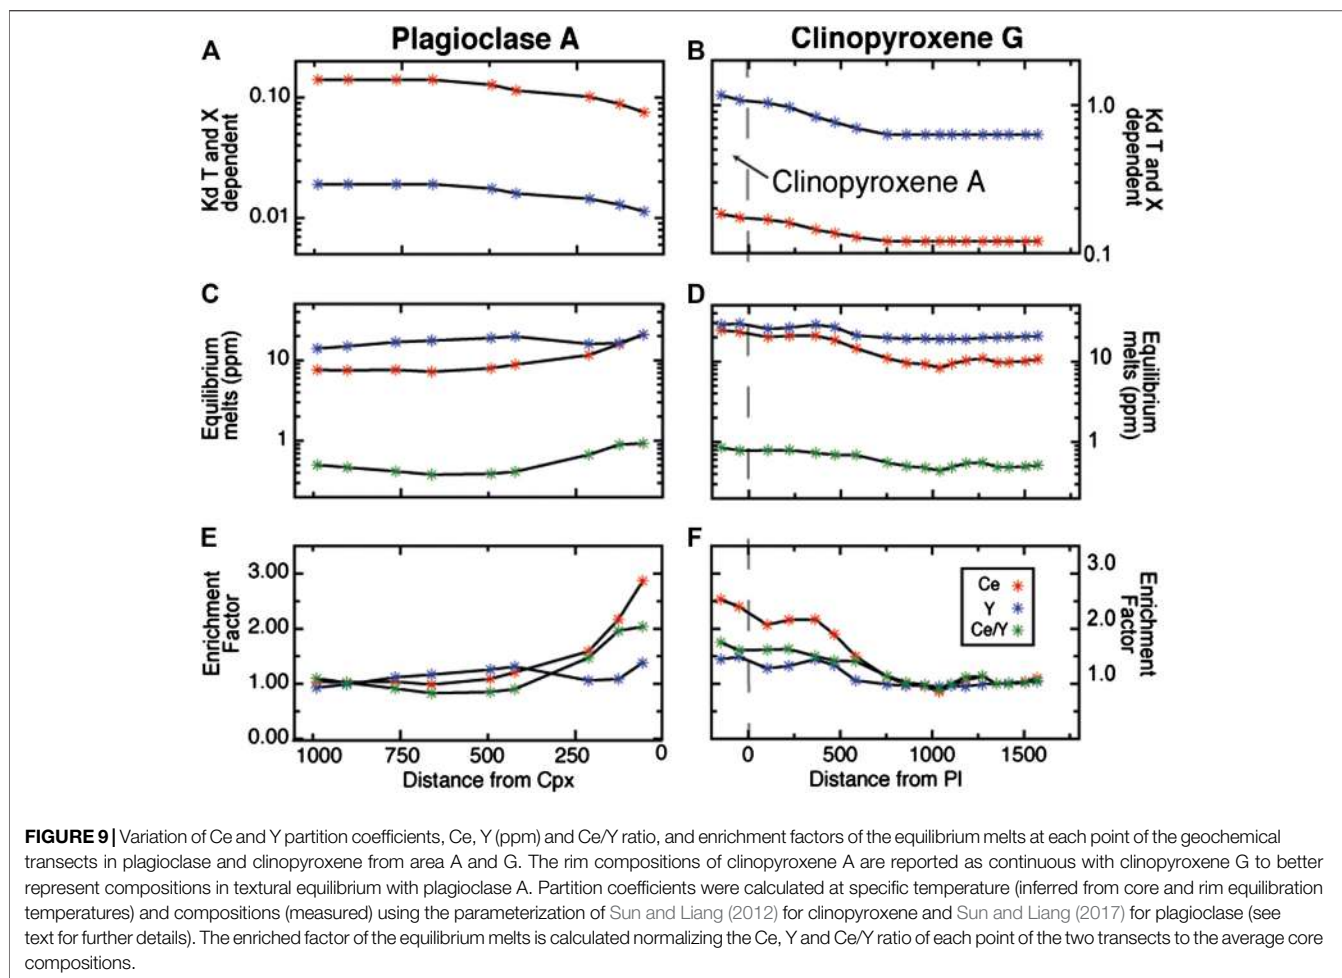 Plagioclase A
Clinopyroxene G
A
B
0.10
0.01
Kd T and X
dependent
1.0
0.1
Kd T and X
dependent
Clinopyroxene A
C
D
10
1
Equilibrium
melts (ppm)
10
1
Equilibrium
melts (ppm)
E
F
3.00
2.00
1.00
0.00
Enrichment
Factor
3.0
2.0
1.0
Enrichment
Factor
Ce
Y
Ce/Y
1000 750 500 250 0
Distance from Cpx
0 500 1000 1500
Distance from Pl
FIGURE 9 | Variation of Ce and Y partition coefficients, Ce, Y (ppm) and Ce/Y ratio, and enrichment factors of the equilibrium melts at each point of the geochemical
transects in plagioclase and clinopyroxene from area A and G. The rim compositions of clinopyroxene A are reported as continuous with clinopyroxene G to better
represent compositions in textural equilibrium with plagioclase A. Partition coefficients were calculated at specific temperature (inferred from core and rim equilibration
temperatures) and compositions (measured) using the parameterization of Sun and Liang (2012) for clinopyroxene and Sun and Liang (2017) for plagioclase (see
text for further details). The enriched factor of the equilibrium melts is calculated normalizing the Ce, Y and Ce/Y ratio of each point of the two transects to the average core
compositions.